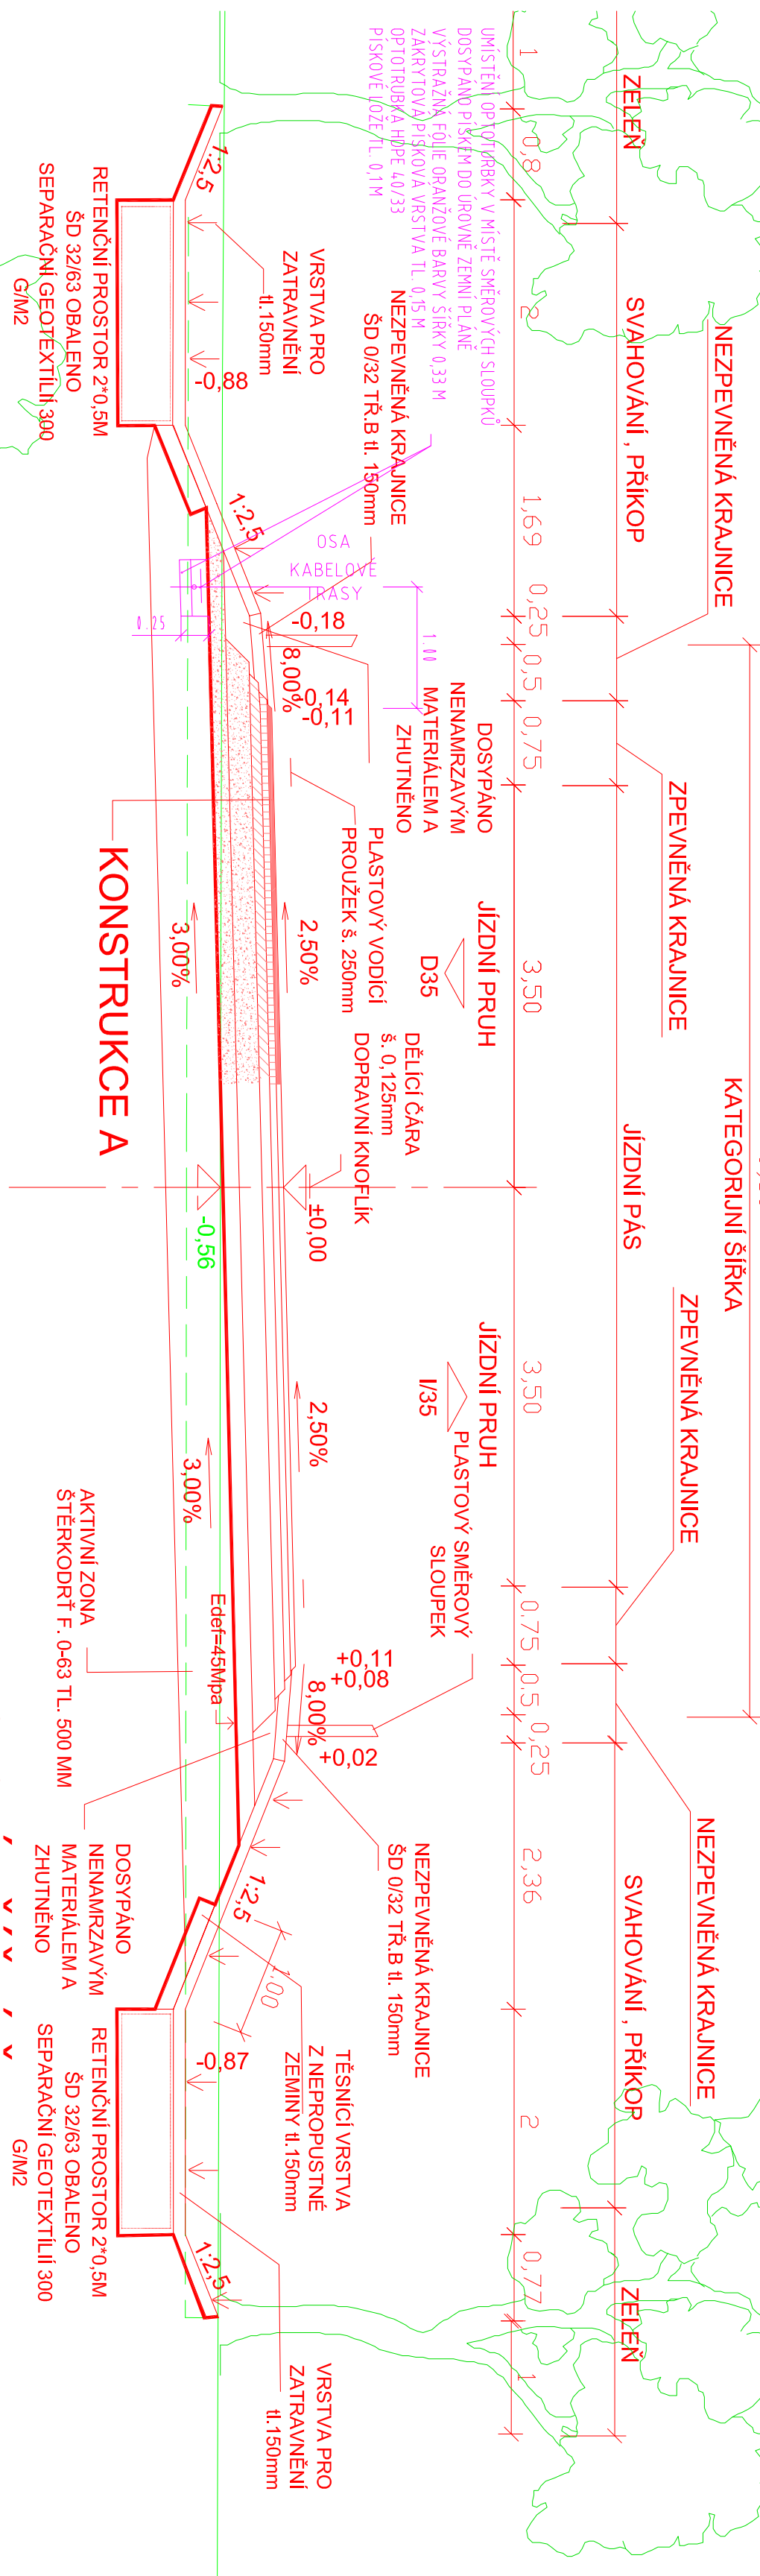 KATEGORIJNÍ ŠÍŘKA
NEZPEVNĚNÁ KRAJNICE
ZPEVNĚNÁ KRAJNICE
ZPEVNĚNÁ KRAJNICE
NEZPEVNĚNÁ KRAJNICE
ZELEŇ
SVAHOVÁNÍ , PŘÍKOP
JÍZDNÍ PÁS
SVAHOVÁNÍ , PŘÍKOP
ZELEŇ
1
0,8
2
1,69
0,25
0,5
0,75
3,50
3,50
0.75
0.5
0,25
2,36
2
0,77
1
UMÍSTĚNÍ OPTOTURBKY V MÍSTĚ SMĚROVÝCH SLOUPKŮ
DOSYPÁNO PÍSKEM DO ÚROVNĚ ZEMNÍ PLÁNĚ
VÝSTRAŽNÁ FÓLIE ORANŽOVÉ BARVY ŠÍŘKY 0,33 M
ZÁKRYTOVÁ PÍSKOVÁ VRSTVA TL. 0,15 M
OPTOTRUBKA HDPE 40/33
PÍSKOVÉ LOŽE TL. 0,1 M
NEZPEVNĚNÁ KRAJNICE
ŠD 0/32 TŘ.B tl. 150mm
OSA
KABELOVÉ
TRASY
1.00
0.25
DOSYPÁNO
NENAMRZAVÝM
MATERIÁLEM A
ZHUTNĚNO
JÍZDNÍ PRUH
D35
PLASTOVÝ VODÍCÍ
PROUŽEK š. 250mm
DĚLÍCÍ ČÁRA
š. 0,125mm
DOPRAVNÍ KNOFLÍK
JÍZDNÍ PRUH
I/35
PLASTOVÝ SMĚROVÝ
SLOUPEK
NEZPEVNĚNÁ KRAJNICE
ŠD 0/32 TŘ.B tl. 150mm
TĚSNÍCÍ VRSTVA
Z NEPROPUSTNÉ
ZEMINY tl.150mm
VRSTVA PRO
ZATRAVNĚNÍ
tl.150mm
VRSTVA PRO
ZATRAVNĚNÍ
tl.150mm
1:2,5
-0,88
1:2,5
-0,18
8,00%
-0,14
-0,11
2,50%
3,00%
±0,00
-0,56
2,50%
3,00%
+0,11
+0,08
8,00%
+0,02
Edef=45Mpa
1:2,5
1,00
-0,87
1:2,5
RETENČNÍ PROSTOR 2*0,5M
ŠD 32/63 OBALENO
SEPARAČNÍ GEOTEXTÍLIÍ 300
G/M2
KONSTRUKCE A
AKTIVNÍ ZONA
ŠTĚRKODRŤ F. 0-63 TL. 500 MM
DOSYPÁNO
NENAMRZAVÝM
MATERIÁLEM A
ZHUTNĚNO
RETENČNÍ PROSTOR 2*0,5M
ŠD 32/63 OBALENO
SEPARAČNÍ GEOTEXTÍLIÍ 300
G/M2